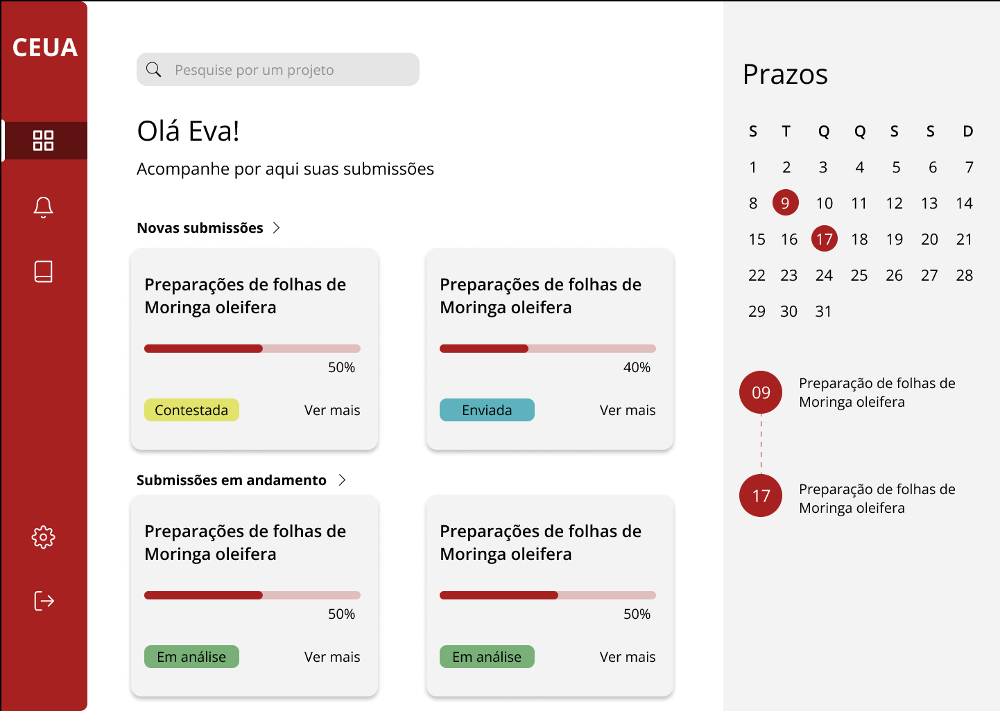 CEUA
Pesquise por um projeto
Olá Eva!
Acompanhe por aqui suas submissões
Novas submissões
Preparações de folhas de
Moringa oleifera
50%
Contestada
Ver mais
Preparações de folhas de
Moringa oleifera
40%
Enviada
Ver mais
Submissões em andamento
Preparações de folhas de
Moringa oleifera
50%
Em análise
Ver mais
Preparações de folhas de
Moringa oleifera
50%
Em análise
Ver mais
Prazos
S T Q Q S S D
1 2 3 4 5 6 7
8 9 10 11 12 13 14
15 16 17 18 19 20 21
22 23 24 25 26 27 28
29 30 31
09
Preparação de folhas de
Moringa oleifera
17
Preparação de folhas de
Moringa oleifera